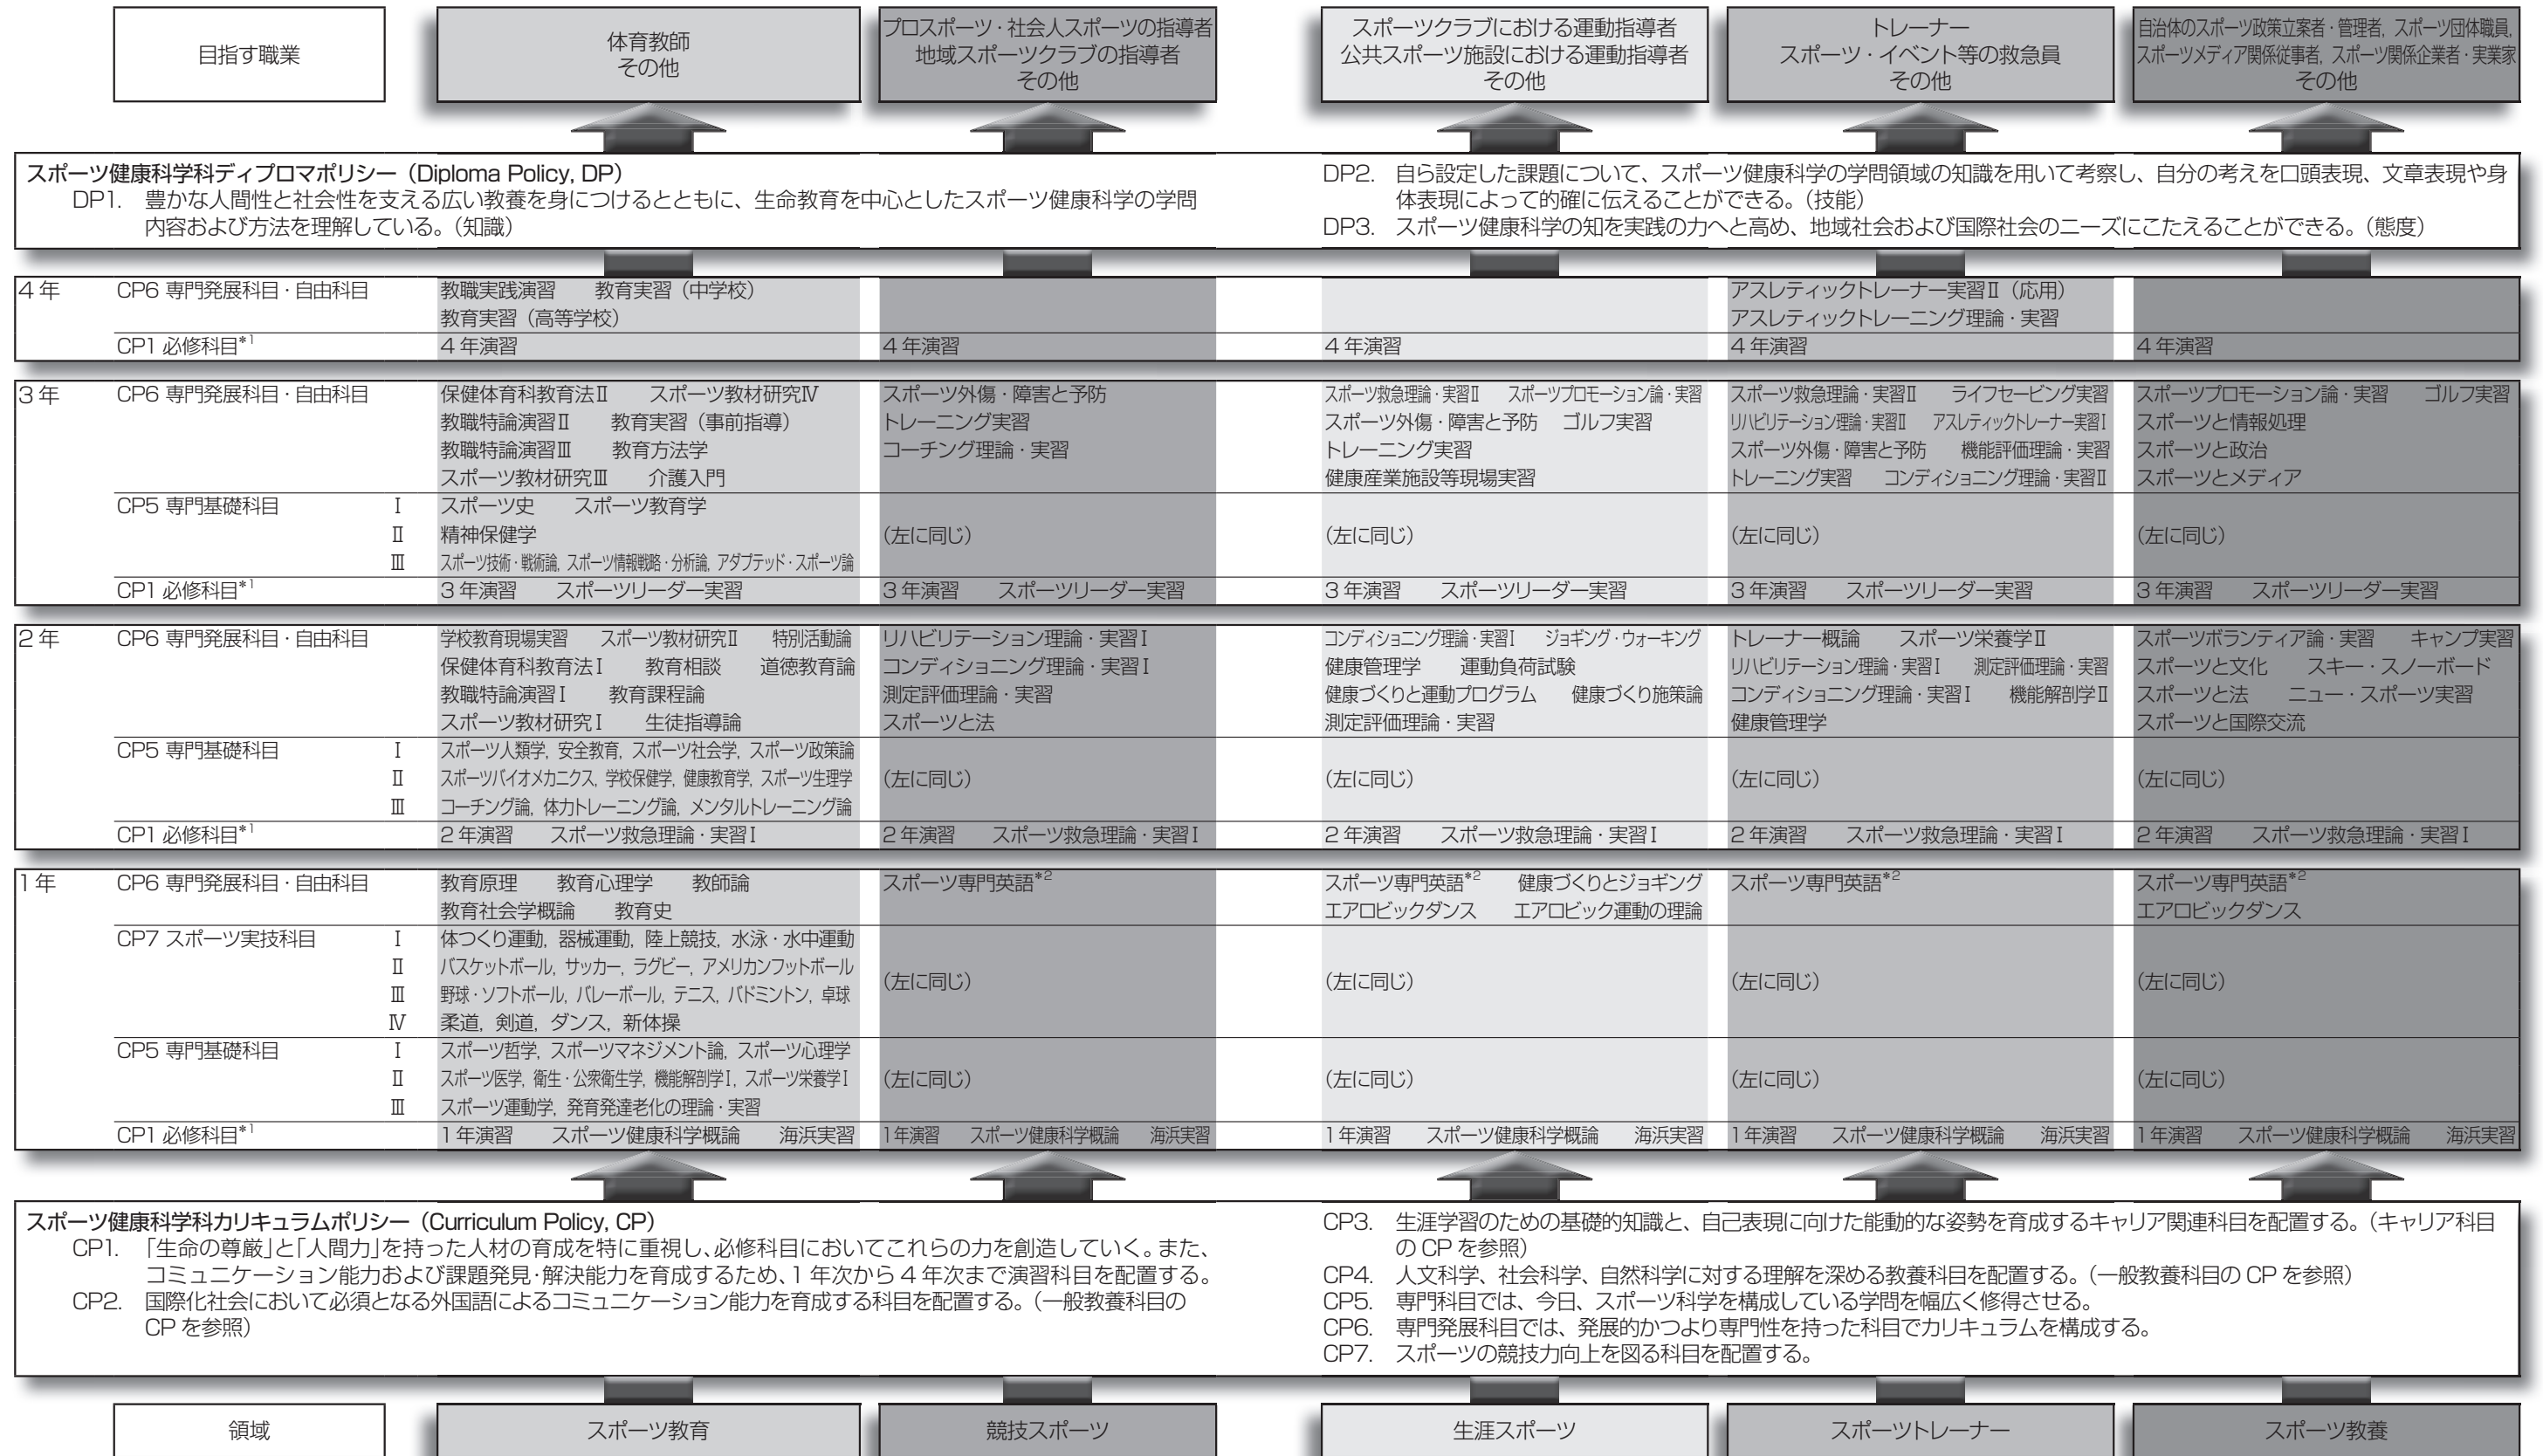 目指す職業
体育教師
その他
プロスポーツ・社会人スポーツの指導者
地域スポーツクラブの指導者
その他
スポーツクラブにおける運動指導者
公共スポーツ施設における運動指導者
その他
トレーナー
スポーツ・イベント等の救急員
その他
自治体のスポーツ政策立案者・管理者, スポーツ団体職員,
スポーツメディア関係従事者, スポーツ関係企業者・実業家
その他
スポーツ健康科学科ディプロマポリシー（Diploma Policy, DP）
DP1. 豊かな人間性と社会性を支える広い教養を身につけるとともに、生命教育を中心としたスポーツ健康科学の学問
内容および方法を理解している。（知識）
DP2. 自ら設定した課題について、スポーツ健康科学の学問領域の知識を用いて考察し、自分の考えを口頭表現、文章表現や身
体表現によって的確に伝えることができる。（技能）
DP3. スポーツ健康科学の知を実践の力へと高め、地域社会および国際社会のニーズにこたえることができる。（態度）
4年 CP6 専門発展科目・自由科目
教職実践演習 教育実習（中学校）
教育実習（高等学校）
アスレティックトレーナー実習Ⅱ（応用）
アスレティックトレーニング理論・実習
CP1 必修科目*1 4年演習 4年演習 4年演習 4年演習 4年演習
3年 CP6 専門発展科目・自由科目
保健体育科教育法Ⅱ スポーツ教材研究Ⅳ
教職特論演習Ⅱ 教育実習（事前指導）
教職特論演習Ⅲ 教育方法学
スポーツ教材研究Ⅲ 介護入門
スポーツ外傷・障害と予防
トレーニング実習
コーチング理論・実習
スポーツ救急理論・実習Ⅱ スポーツプロモーション論・実習
スポーツ外傷・障害と予防 ゴルフ実習
トレーニング実習
健康産業施設等現場実習
スポーツ救急理論・実習Ⅱ ライフセービング実習
リハビリテーション理論・実習Ⅱ アスレティックトレーナー実習Ⅰ
スポーツ外傷・障害と予防 機能評価理論・実習
トレーニング実習 コンディショニング理論・実習Ⅱ
スポーツプロモーション論・実習 ゴルフ実習
スポーツと情報処理
スポーツと政治
スポーツとメディア
CP5 専門基礎科目
Ⅰ スポーツ史 スポーツ教育学
Ⅱ 精神保健学 （左に同じ） （左に同じ） （左に同じ） （左に同じ）
Ⅲ スポーツ技術・戦術論, スポーツ情報戦略・分析論, アダプテッド・スポーツ論
CP1 必修科目*1 3年演習 スポーツリーダー実習 3年演習 スポーツリーダー実習 3年演習 スポーツリーダー実習 3年演習 スポーツリーダー実習 3年演習 スポーツリーダー実習
2年 CP6 専門発展科目・自由科目
学校教育現場実習 スポーツ教材研究Ⅱ 特別活動論
保健体育科教育法Ⅰ 教育相談 道徳教育論
教職特論演習Ⅰ 教育課程論
スポーツ教材研究Ⅰ 生徒指導論
リハビリテーション理論・実習Ⅰ
コンディショニング理論・実習Ⅰ
測定評価理論・実習
スポーツと法
コンディショニング理論・実習Ⅰ ジョギング・ウォーキング
健康管理学 運動負荷試験
健康づくりと運動プログラム 健康づくり施策論
測定評価理論・実習
トレーナー概論 スポーツ栄養学Ⅱ
リハビリテーション理論・実習Ⅰ 測定評価理論・実習
コンディショニング理論・実習Ⅰ 機能解剖学Ⅱ
健康管理学
スポーツボランティア論・実習 キャンプ実習
スポーツと文化 スキー・スノーボード
スポーツと法 ニュー・スポーツ実習
スポーツと国際交流
CP5 専門基礎科目
Ⅰ スポーツ人類学, 安全教育, スポーツ社会学, スポーツ政策論
Ⅱ スポーツバイオメカニクス, 学校保健学, 健康教育学, スポーツ生理学 （左に同じ） （左に同じ） （左に同じ） （左に同じ）
Ⅲ コーチング論, 体力トレーニング論, メンタルトレーニング論
CP1 必修科目*1 2年演習 スポーツ救急理論・実習Ⅰ 2年演習 スポーツ救急理論・実習Ⅰ 2年演習 スポーツ救急理論・実習Ⅰ 2年演習 スポーツ救急理論・実習Ⅰ 2年演習 スポーツ救急理論・実習Ⅰ
1年 CP6 専門発展科目・自由科目
教育原理 教育心理学 教師論
教育社会学概論 教育史
スポーツ専門英語*2
スポーツ専門英語*2 健康づくりとジョギング
エアロビックダンス エアロビック運動の理論
スポーツ専門英語*2
スポーツ専門英語*2
エアロビックダンス
CP7 スポーツ実技科目
Ⅰ 体つくり運動, 器械運動, 陸上競技, 水泳・水中運動
Ⅱ バスケットボール, サッカー, ラグビー, アメリカンフットボール
Ⅲ 野球・ソフトボール, バレーボール, テニス, バドミントン, 卓球
Ⅳ 柔道, 剣道, ダンス, 新体操
（左に同じ） （左に同じ） （左に同じ） （左に同じ）
CP5 専門基礎科目
Ⅰ スポーツ哲学, スポーツマネジメント論, スポーツ心理学
Ⅱ スポーツ医学, 衛生・公衆衛生学, 機能解剖学Ⅰ, スポーツ栄養学Ⅰ （左に同じ） （左に同じ） （左に同じ） （左に同じ）
Ⅲ スポーツ運動学, 発育発達老化の理論・実習
CP1 必修科目*1 1年演習 スポーツ健康科学概論 海浜実習 1年演習 スポーツ健康科学概論 海浜実習 1年演習 スポーツ健康科学概論 海浜実習 1年演習 スポーツ健康科学概論 海浜実習 1年演習 スポーツ健康科学概論 海浜実習
スポーツ健康科学科カリキュラムポリシー（Curriculum Policy, CP）
CP1. 「生命の尊厳」と「人間力」を持った人材の育成を特に重視し、必修科目においてこれらの力を創造していく。また、
コミュニケーション能力および課題発見・解決能力を育成するため、1年次から4年次まで演習科目を配置する。
CP2. 国際化社会において必須となる外国語によるコミュニケーション能力を育成する科目を配置する。（一般教養科目の
CPを参照）
CP3. 生涯学習のための基礎的知識と、自己表現に向けた能動的な姿勢を育成するキャリア関連科目を配置する。（キャリア科目
のCPを参照）
CP4. 人文科学、社会科学、自然科学に対する理解を深める教養科目を配置する。（一般教養科目のCPを参照）
CP5. 専門科目では、今日、スポーツ科学を構成している学問を幅広く修得させる。
CP6. 専門発展科目では、発展的かつより専門性を持った科目でカリキュラムを構成する。
CP7. スポーツの競技力向上を図る科目を配置する。
領域 スポーツ教育 競技スポーツ 生涯スポーツ スポーツトレーナー スポーツ教養